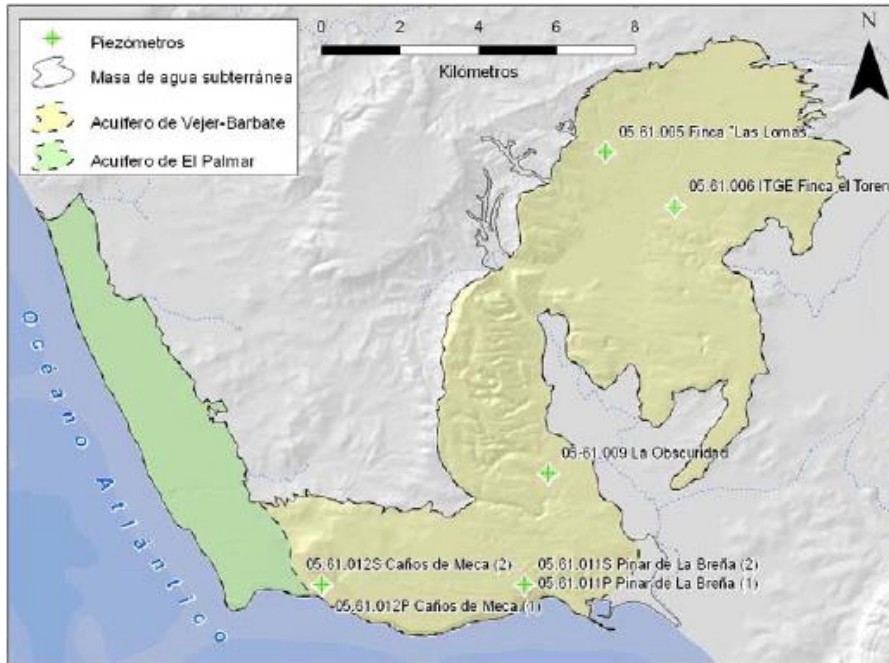 Piezómetros
Masa de agua subterránea
Acuífero de Vejer-Barbate
Acuífero de El Palmar
0 2 4 6 8
Kilómetros
N
05.61.005 Finca "Las Lomas
05.61.006 ITGE Finca el Toreru
05.61.009 La Obscuridad
05.61.012S Caños de Meca (2)
05.61.011S Pinar de La Breña (2)
05.61.011P Pinar de La Breña (1)
05.61.012P Caños de Meca (1)
Océano Atlántico